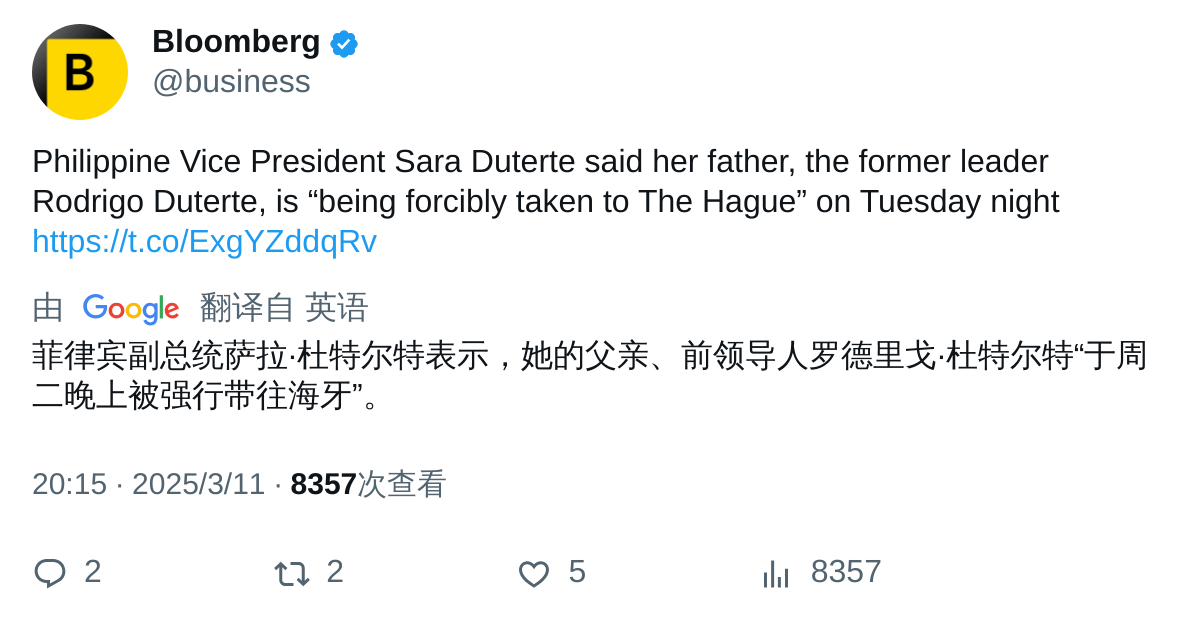 B
Bloomberg
@business
Philippine Vice President Sara Duterte said her father, the former leader
Rodrigo Duterte, is “being forcibly taken to The Hague” on Tuesday night
https://t.co/ExgYZddqRv
由 Google 翻译自 英语
菲律宾副总统萨拉·杜特尔特表示，她的父亲、前领导人罗德里戈·杜特尔特“于周
二晚上被强行带往海牙”。
20:15 · 2025/3/11 · 8357次查看
2 2 5 8357